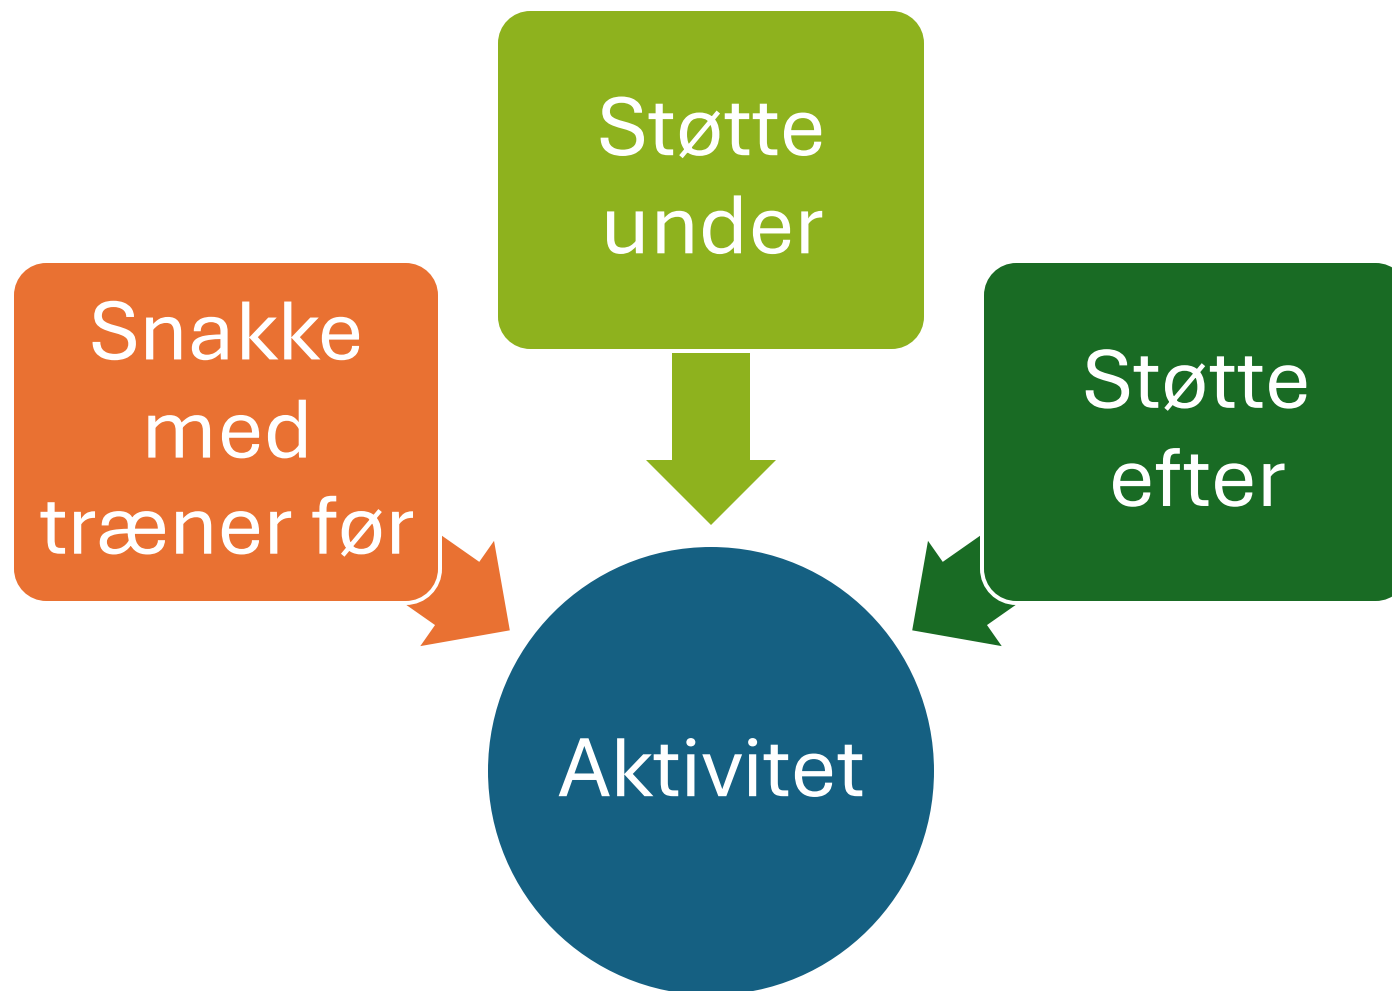 Støtte
under
Snakke
med
træner før
Støtte
efter
Aktivitet